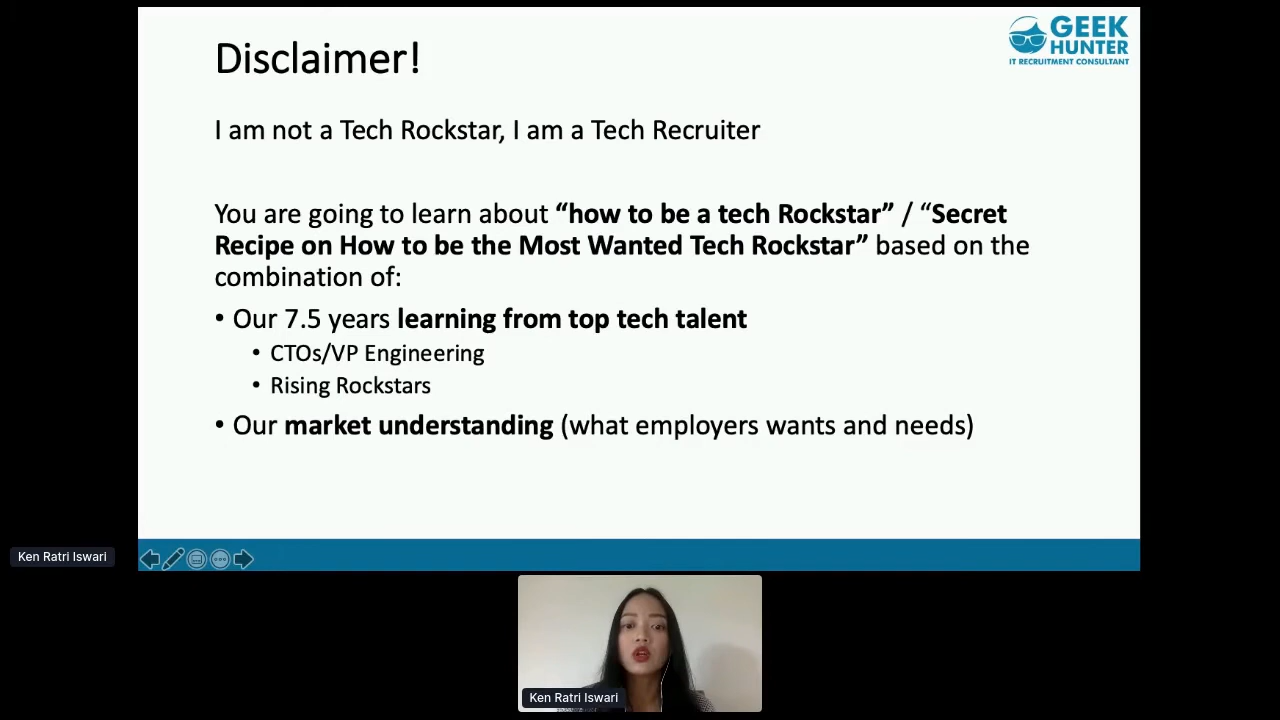 Disclaimer!
GEEK
HUNTER
IT RECRUITMENT CONSULTANT
I am not a Tech Rockstar, I am a Tech Recruiter
You are going to learn about “how to be a tech Rockstar” / “Secret
Recipe on How to be the Most Wanted Tech Rockstar” based on the
combination of:
• Our 7.5 years learning from top tech talent
• CTOs/VP Engineering
• Rising Rockstars
• Our market understanding (what employers wants and needs)
Ken Ratri Iswari
Ken Ratri Iswari